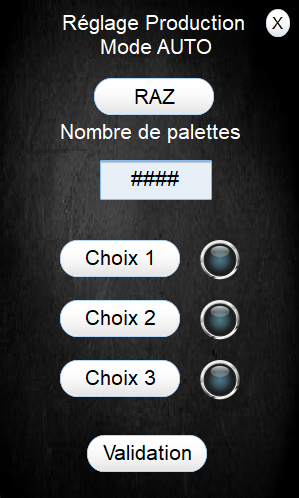 Réglage Production
X
Mode AUTO
RAZ
Nombre de palettes
####
Choix 1
Choix 2
Choix 3
Validation